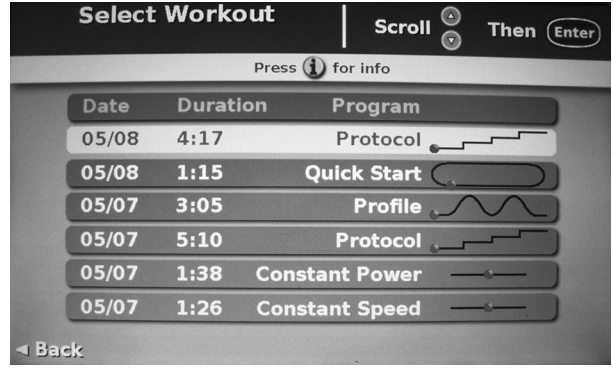 Select Workout
Scroll Then Enter
Press i for info
Date Duration Program
05/08 4:17 Protocol
05/08 1:15 Quick Start
05/07 3:05 Profile
05/07 5:10 Protocol
05/07 1:38 Constant Power
05/07 1:26 Constant Speed
Back